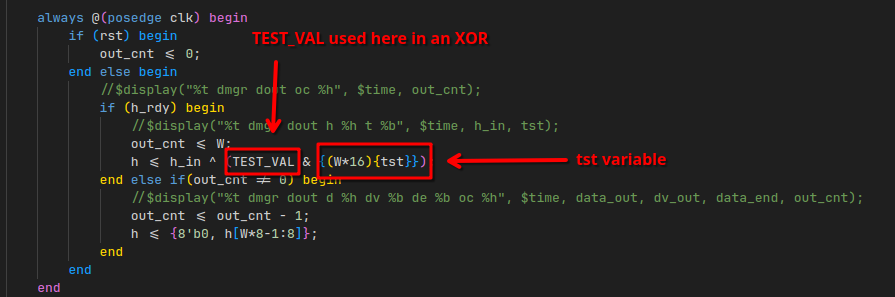 always @(posedge clk) begin
if (rst) begin
TEST_VAL used here in an XOR
out_cnt <= 0;
end else begin
//$display("%t dmgr dout oc %h", $time, out_cnt);
if (h_rdy) begin
//$display("%t dmgr dout h %h t %b", $time, h_in, tst);
out_cnt <= W;
h <= h_in ^ (TEST_VAL & {(W*16){tst}})
tst variable
end else if(out_cnt != 0) begin
//$display("%t dmgr dout d %h dv %b de %b oc %h", $time, data_out, dv_out, data_end, out_cnt);
out_cnt <= out_cnt - 1;
h <= {8'b0, h[W*8-1:8]};
end
end
end